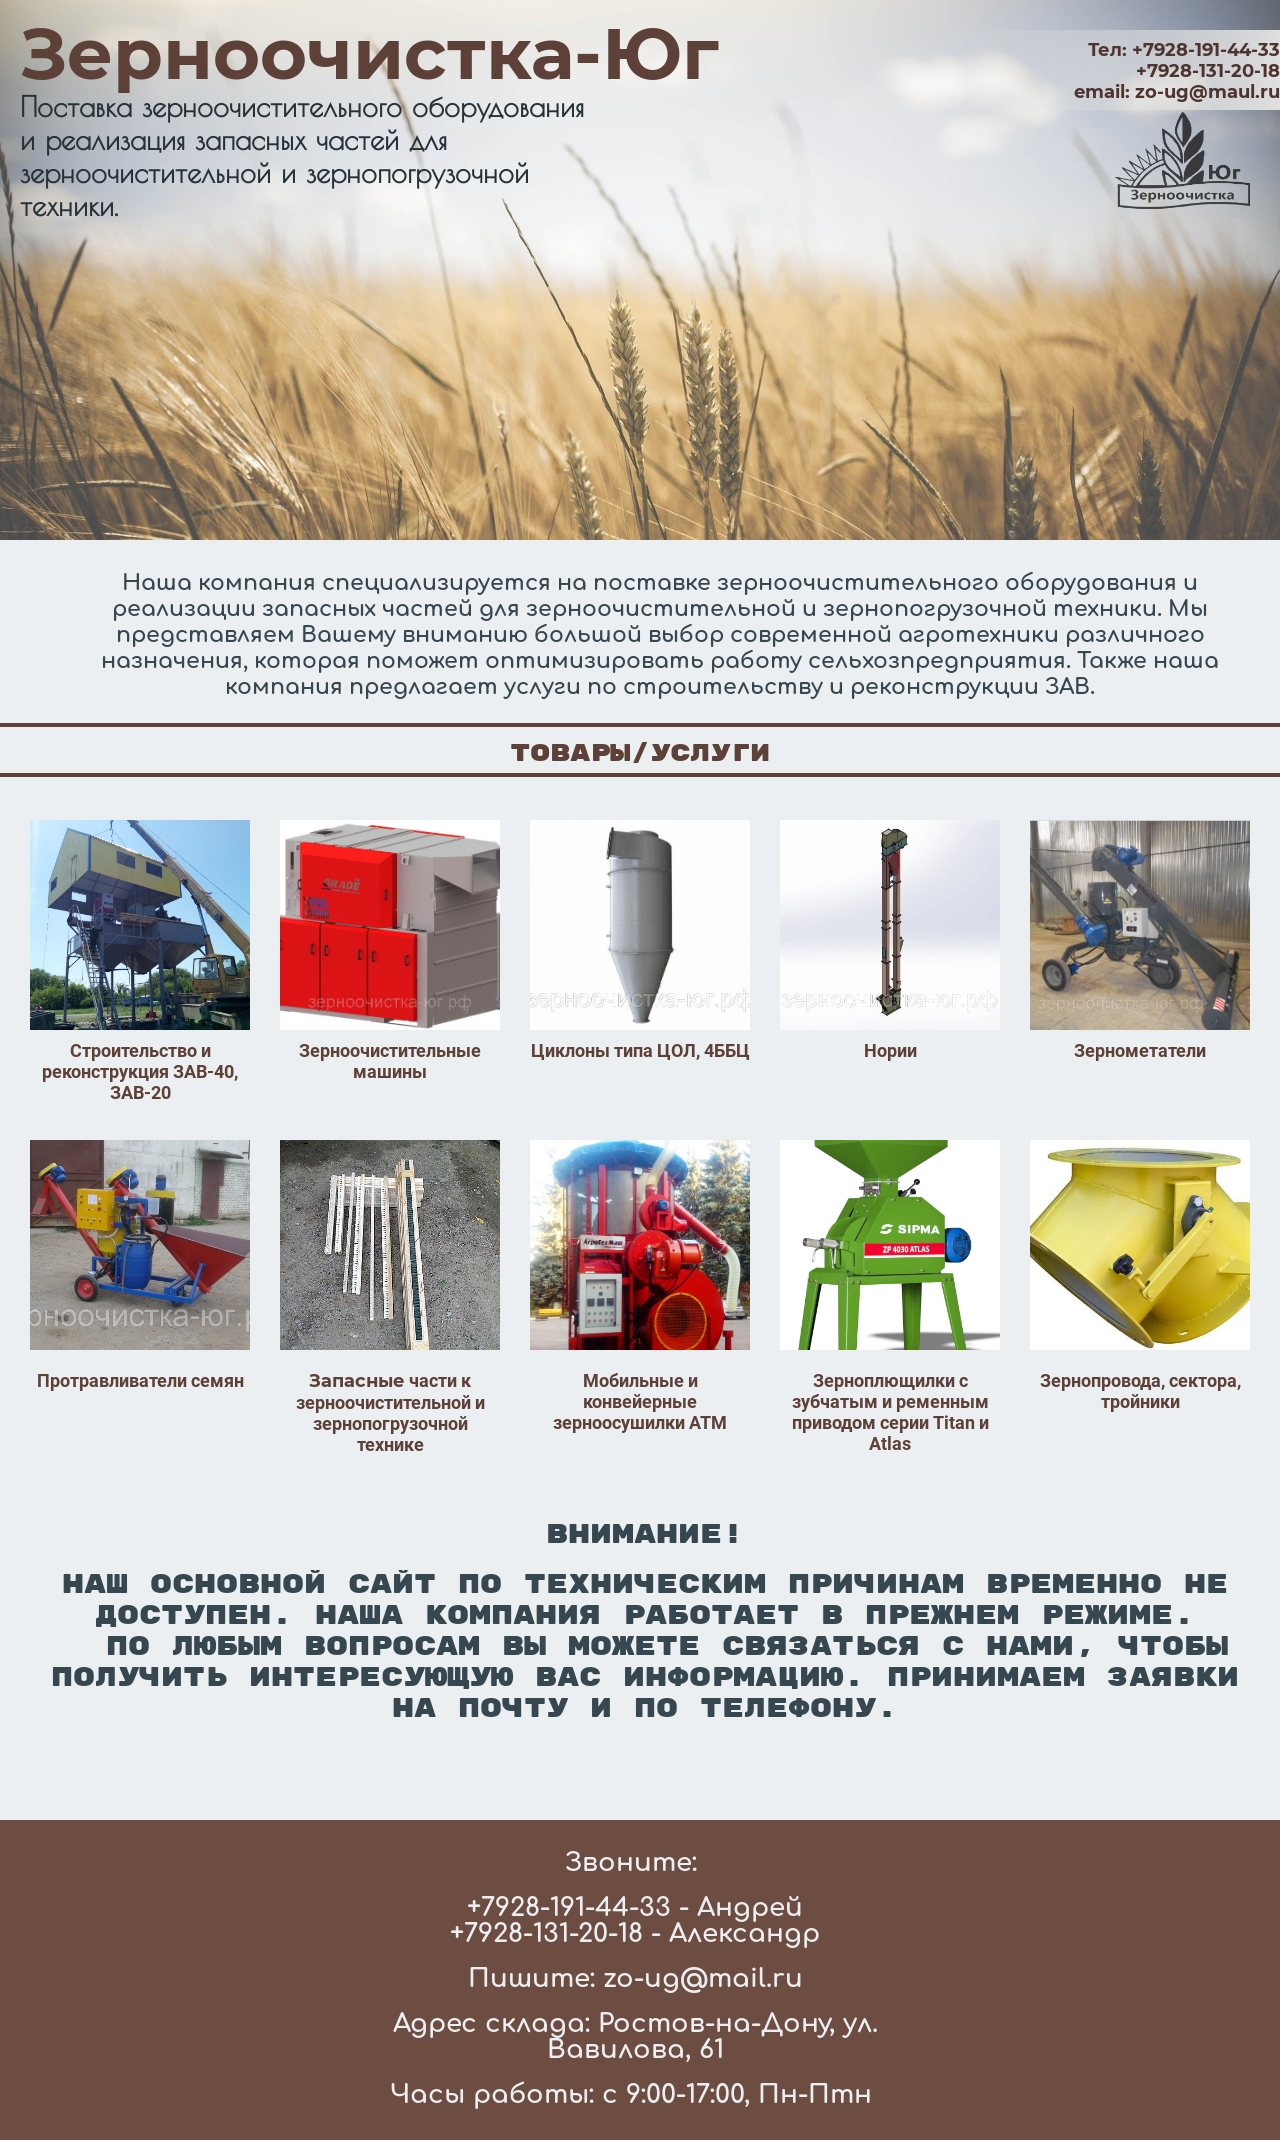 Зерноочистка-Юг
Поставка зерноочистительного оборудования
и реализация запасных частей для
зерноочистительной и зернопогрузочной
техники.
Тел: +7928-191-44-33
+7928-131-20-18
email: zo-ug@maul.ru
Юг
Зерноочистка
Наша компания специализируется на поставке зерноочистительного оборудования и
реализации запасных частей для зерноочистительной и зернопогрузочной техники. Мы
представляем Вашему вниманию большой выбор современной агротехники различного
назначения, которая поможет оптимизировать работу сельхозпредприятия. Также наша
компания предлагает услуги по строительству и реконструкции ЗАВ.
ТОВАРЫ/УСЛУГИ
зерноочистка-юг.рф
зерноочистка-юг.рф
зерноочистка-юг.рф
зерноочистка-юг.рф
Строительство и
реконструкция ЗАВ-40,
ЗАВ-20
Зерноочистительные
машины
Циклоны типа ЦОЛ, 4ББЦ
Нории
Зернометатели
рноочистка-юг.р
АгроТехМаш
SIPMA
ZP 4030 ATLAS
Протравливатели семян
Запасные части к
зерноочистительной и
зернопогрузочной
технике
Мобильные и
конвейерные
зерносушилки АТМ
Зерноплющилки с
зубчатым и ременным
приводом серии Titan и
Atlas
Зернопровода, сектора,
тройники
ВНИМАНИЕ!
НАШ ОСНОВНОЙ САЙТ ПО ТЕХНИЧЕСКИМ ПРИЧИНАМ ВРЕМЕННО НЕ
ДОСТУПЕН. НАША КОМПАНИЯ РАБОТАЕТ В ПРЕЖНЕМ РЕЖИМЕ.
ПО ЛЮБЫМ ВОПРОСАМ ВЫ МОЖЕТЕ СВЯЗАТЬСЯ С НАМИ, ЧТОБЫ
ПОЛУЧИТЬ ИНТЕРЕСУЮЩУЮ ВАС ИНФОРМАЦИЮ. ПРИНИМАЕМ ЗАЯВКИ
НА ПОЧТУ И ПО ТЕЛЕФОНУ.
Звоните:
+7928-191-44-33 - Андрей
+7928-131-20-18 - Александр
Пишите: zo-ug@mail.ru
Адрес склада: Ростов-на-Дону, ул.
Вавилова, 61
Часы работы: с 9:00-17:00, Пн-Птн